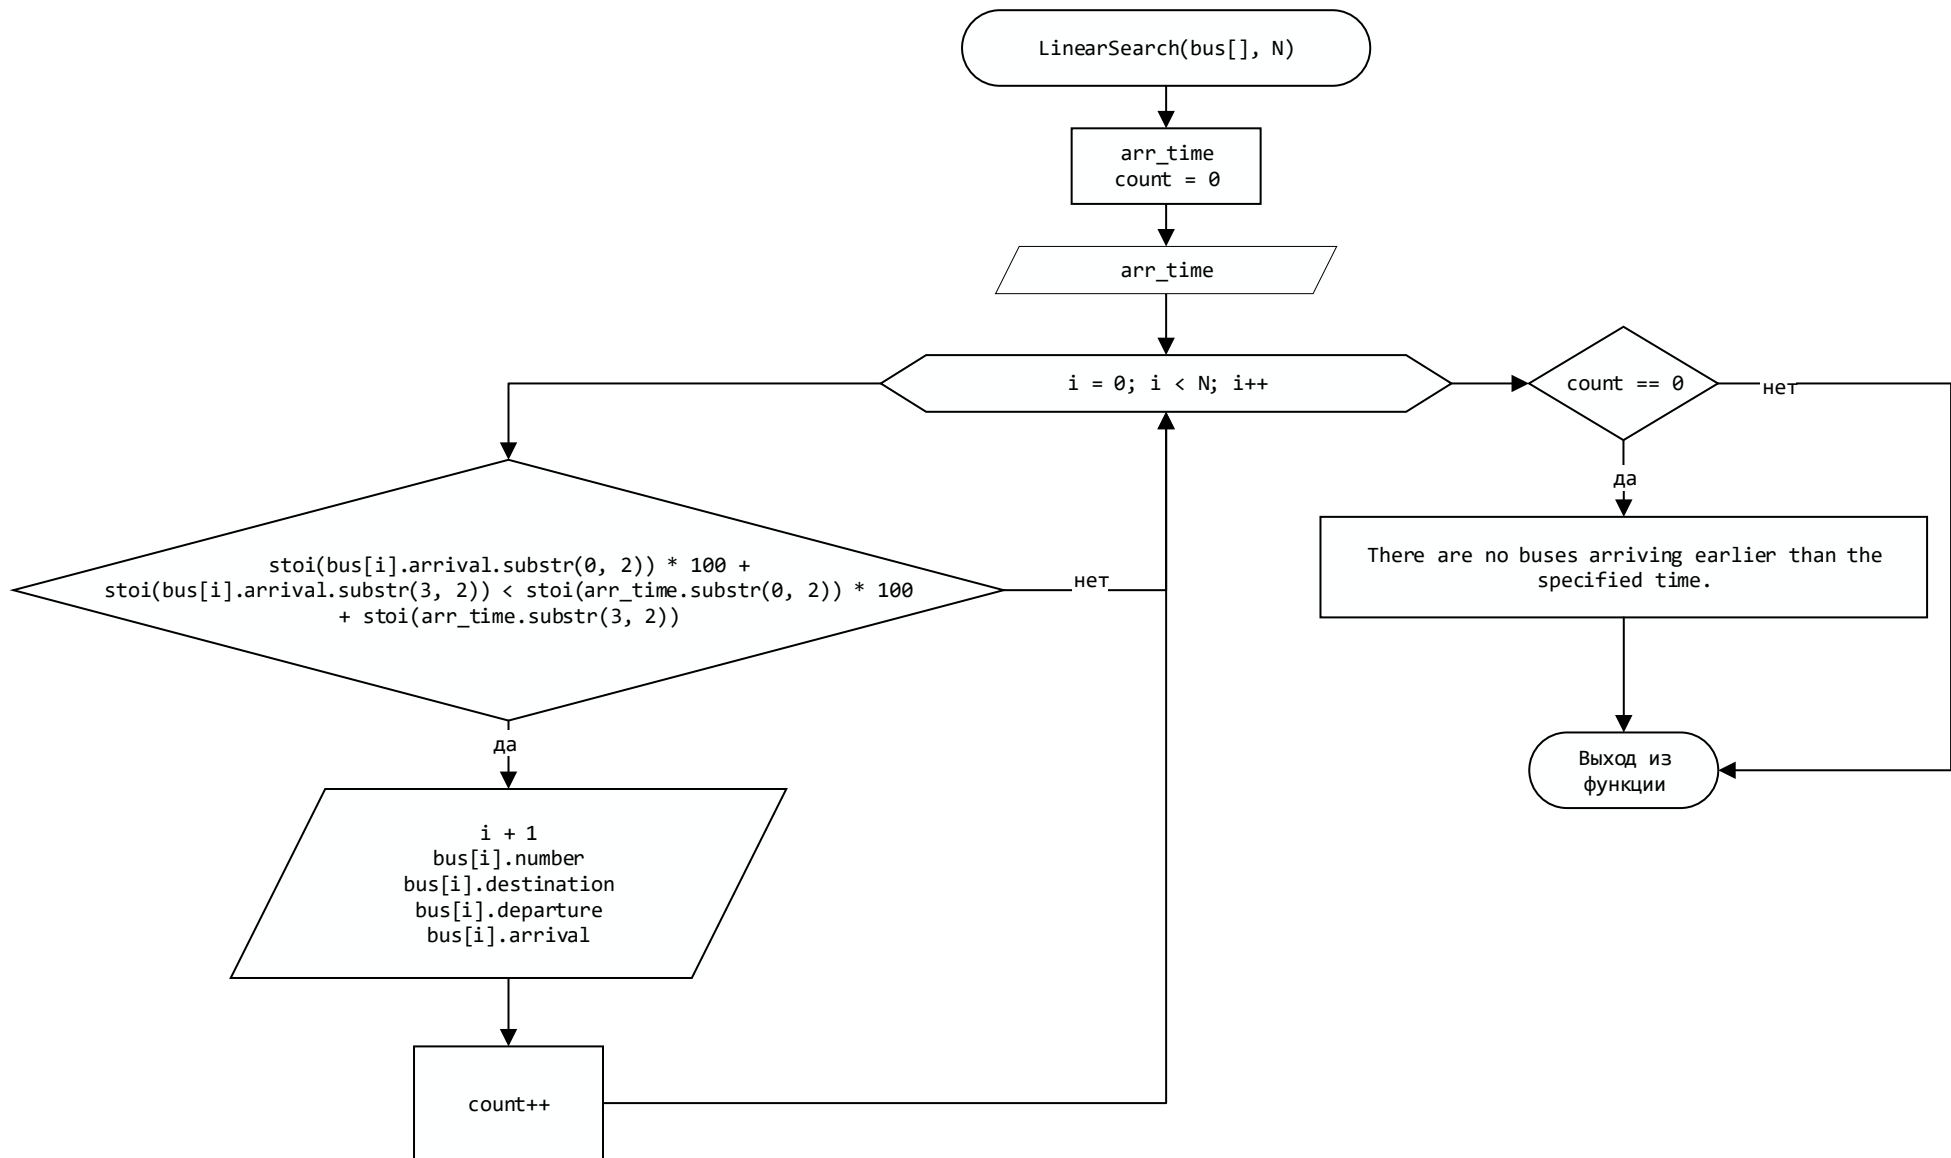 LinearSearch(bus[], N)
arr_time
count = 0
arr_time
i = 0; i < N; i++
count == 0
нет
да
There are no buses arriving earlier than the
specified time.
Выход из
функции
stoi(bus[i].arrival.substr(0, 2)) * 100 +
stoi(bus[i].arrival.substr(3, 2)) < stoi(arr_time.substr(0, 2)) * 100
+ stoi(arr_time.substr(3, 2))
нет
да
i + 1
bus[i].number
bus[i].destination
bus[i].departure
bus[i].arrival
count++